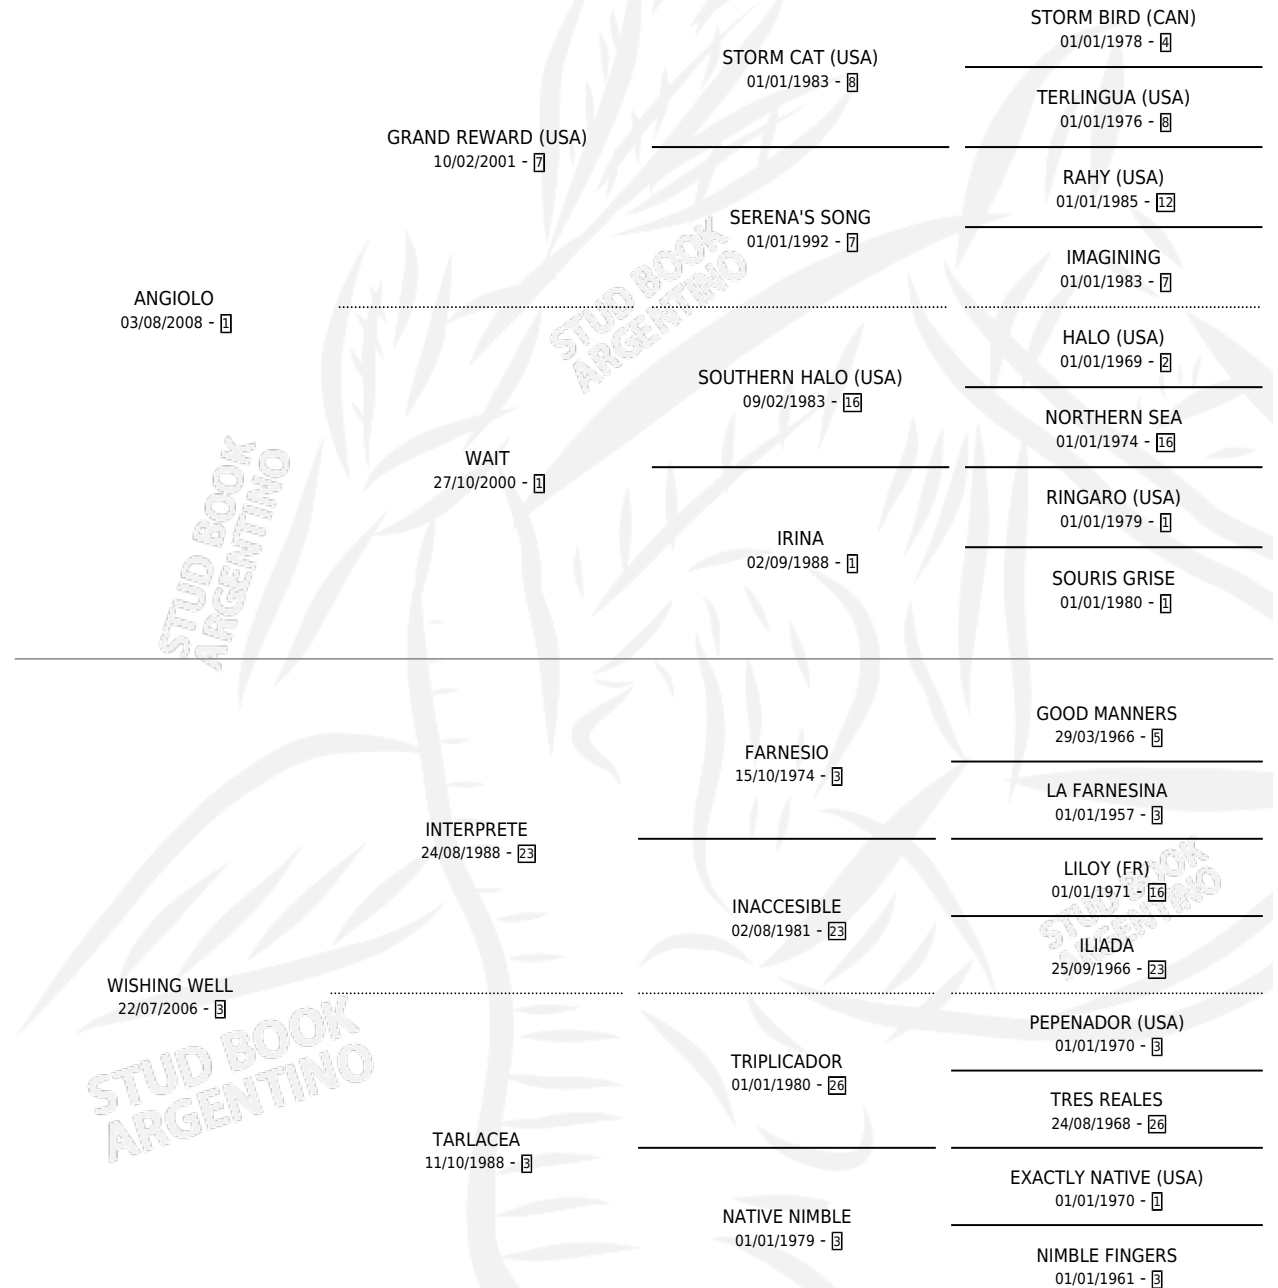 STORM BIRD (CAN)
01/01/1978 - 4
STORM CAT (USA)
01/01/1983 - 8
TERLINGUA (USA)
01/01/1976 - 8
GRAND REWARD (USA)
10/02/2001 - 7
RAHY (USA)
01/01/1985 - 12
SERENA'S SONG
01/01/1992 - 7
IMAGINING
01/01/1983 - 7
ANGIOLO
03/08/2008 - 1
HALO (USA)
01/01/1969 - 2
SOUTHERN HALO (USA)
09/02/1983 - 16
NORTHERN SEA
01/01/1974 - 16
WAIT
27/10/2000 - 1
RINGARO (USA)
01/01/1979 - 1
IRINA
02/09/1988 - 1
SOURIS GRISE
01/01/1980 - 1
GOOD MANNERS
29/03/1966 - 5
FARNESIO
15/10/1974 - 3
LA FARNESINA
01/01/1957 - 3
INTERPRETE
24/08/1988 - 23
LILOY (FR)
01/01/1971 - 16
INACCESIBLE
02/08/1981 - 23
ILIADA
25/09/1966 - 23
WISHING WELL
22/07/2006 - 3
PEPENADOR (USA)
01/01/1970 - 3
TRIPLICADOR
01/01/1980 - 26
TRES REALES
24/08/1968 - 26
TARLACEA
11/10/1988 - 3
EXACTLY NATIVE (USA)
01/01/1970 - 1
NATIVE NIMBLE
01/01/1979 - 3
NIMBLE FINGERS
01/01/1961 - 3
STUD BOOK
ARGENTINO
STUD BOOK
ARGENTINO
STUD BOOK
ARGENTINO
STUD BOOK
ARGENTINO